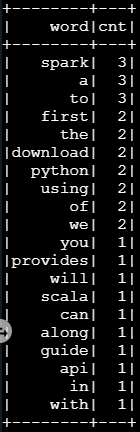 +--------+---+
|    word|cnt|
+--------+---+
|   spark|  3|
|       a|  3|
|      to|  3|
|   first|  2|
|     the|  2|
|download|  2|
|  python|  2|
|   using|  2|
|      of|  2|
|      we|  2|
|     you|  1|
|provides|  1|
|    will|  1|
|   scala|  1|
|     can|  1|
|   along|  1|
|   guide|  1|
|     api|  1|
|      in|  1|
|    with|  1|
+--------+---+